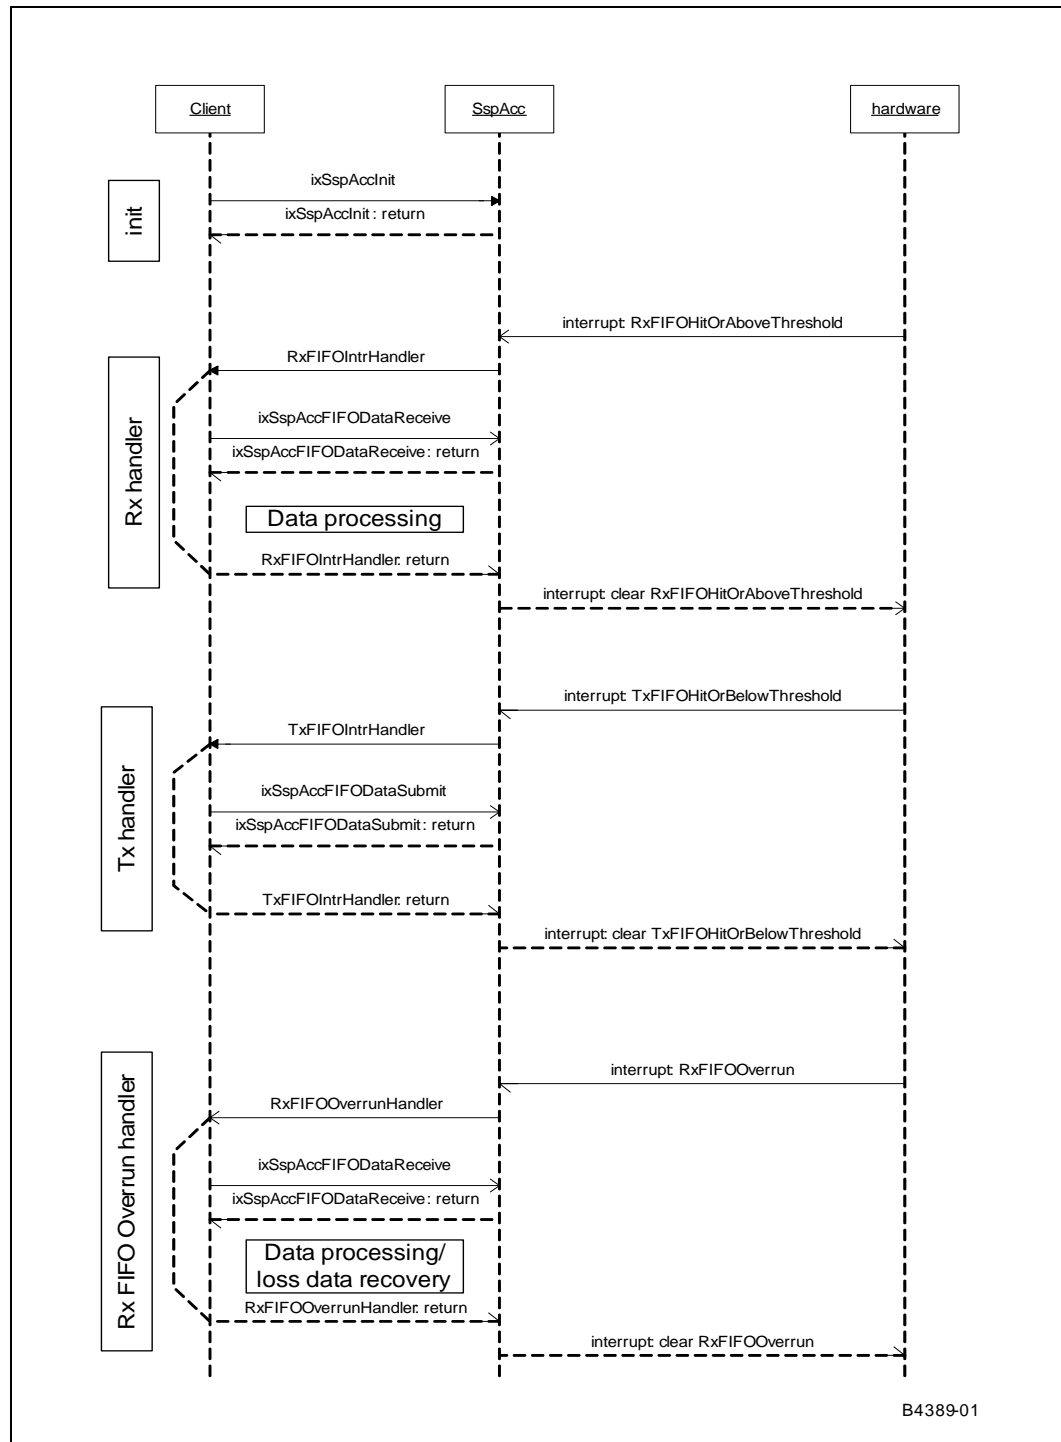 Client
SspAcc
hardware
init
ixSspAccInit
ixSspAccInit: return
interrupt: RxFIFOHitOrAboveThreshold
Rx handler
RxFIFOIntrHandler
ixSspAccFIFODataReceive
ixSspAccFIFODataReceive: return
Data processing
RxFIFOIntrHandler: return
interrupt: clear RxFIFOHitOrAboveThreshold
interrupt: TxFIFOHitOrBelowThreshold
Tx handler
TxFIFOIntrHandler
ixSspAccFIFODataSubmit
ixSspAccFIFODataSubmit: return
TxFIFOIntrHandler: return
interrupt: clear TxFIFOHitOrBelowThreshold
interrupt: RxFIFOOverrun
Rx FIFO Overrun handler
RxFIFOOverrunHandler
ixSspAccFIFODataReceive
ixSspAccFIFODataReceive: return
Data processing/
loss data recovery
RxFIFOOverrunHandler: return
interrupt: clear RxFIFOOverrun
B4389-01